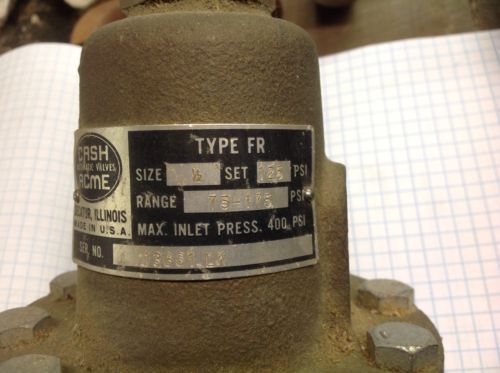 CASH
ACME
TYPE FR
SIZE ½ SET 125 PSI
RANGE 75-175 PSI
MAX. INLET PRESS. 400 PSI
ILLINOIS
MADE IN U.S.A.
SER. NO.